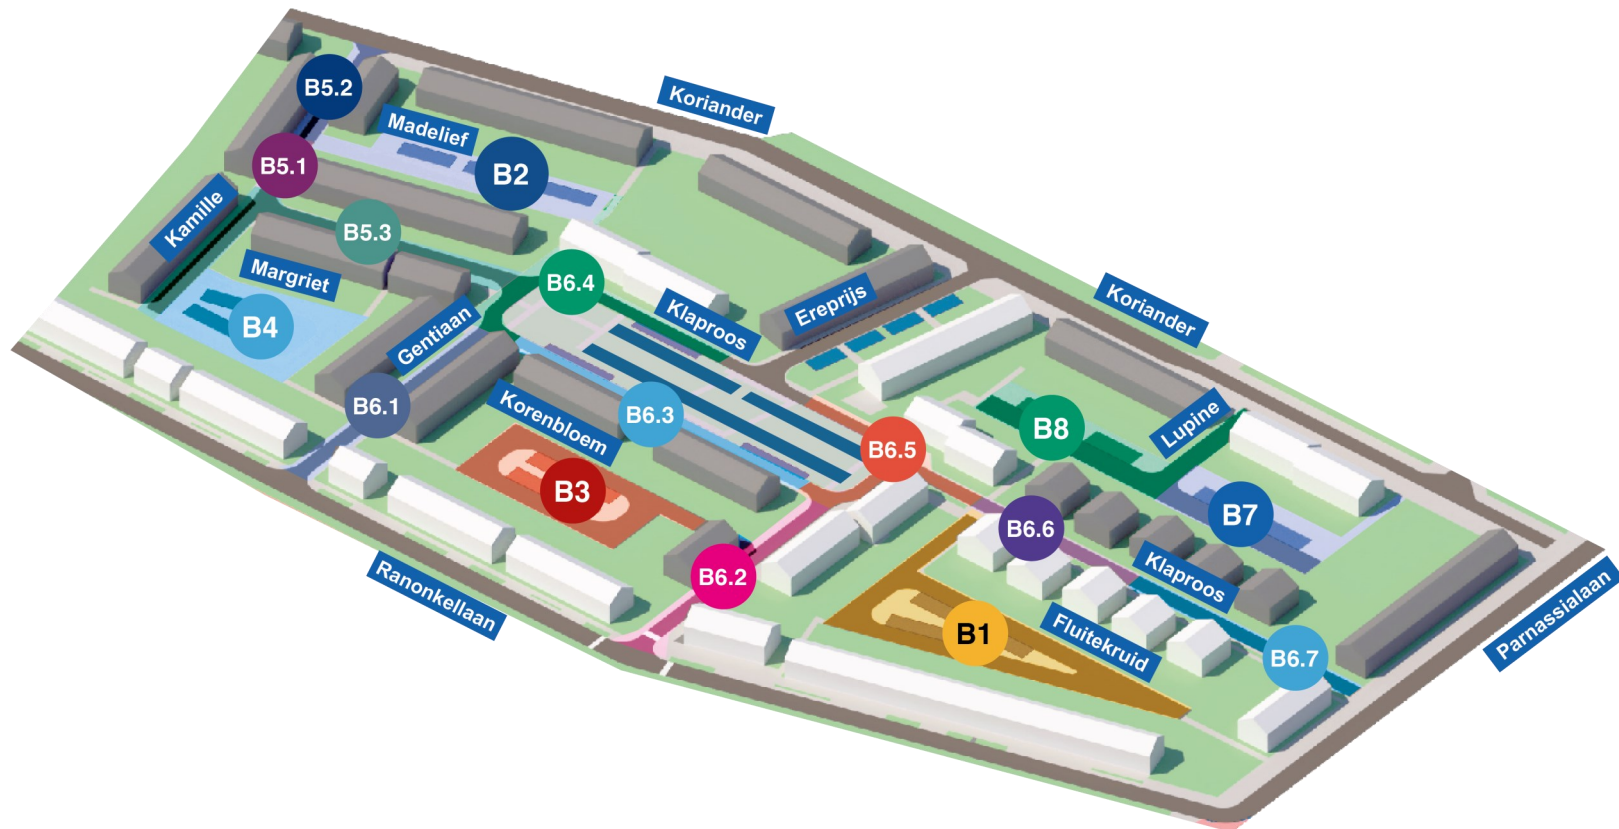 B5.2
Koriander
Madelief
B5.1
B2
Kamille
B5.3
Margriet
B6.4
B4
Gentiaan
Klaproos
Ereprijs
Koriander
B6.1
Korenbloem
B6.3
B6.5
B8
Lupine
B3
B7
B6.6
B6.2
Klaproos
Ranonkellaan
B1
Fluitekruid
B6.7
Parnassialaan